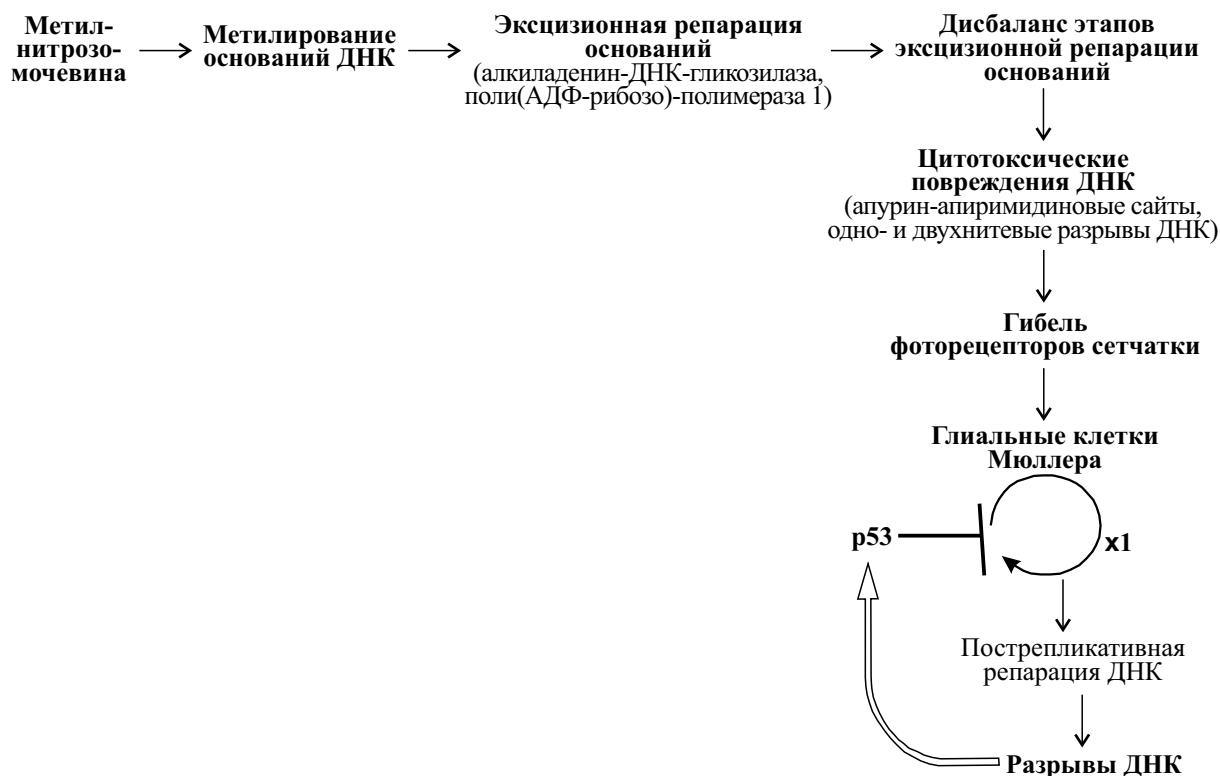 Метил-
нитрозо-
мочевина
Метилирование
оснований ДНК
Эксцизионная репарация
оснований
(алкиладенин-ДНК-гликозилаза,
поли(АДФ-рибозо)-полимераза 1)
Дисбаланс этапов
эксцизионной репарации
оснований
Цитотоксические
повреждения ДНК
(апурин-апиримидиновые сайты,
одно- и двухнитевые разрывы ДНК)
Гибель
фоторецепторов сетчатки
Глиальные клетки
Мюллера
р53
x1
Пострепликативная
репарация ДНК
Разрывы ДНК